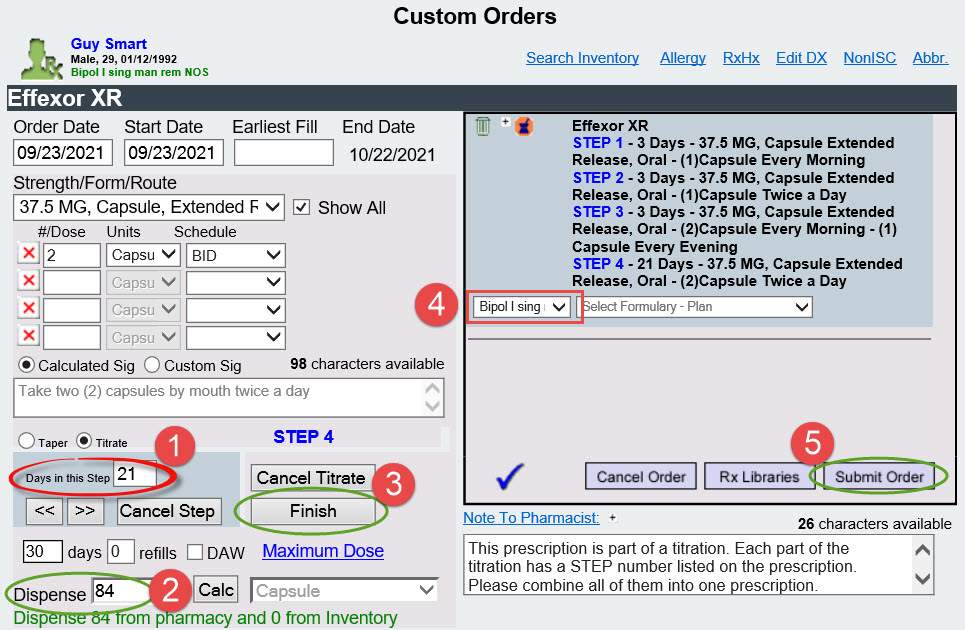 Custom Orders
Guy Smart
Male, 29, 01/12/1992
Bipol I sing man rem NOS
Search Inventory Allergy RxHx Edit DX NonISC Abbr.
Effexor XR
Order Date Start Date Earliest Fill End Date
09/23/2021 09/23/2021 10/22/2021
Strength/Form/Route
37.5 MG, Capsule, Extended R Show All
#/Dose Units Schedule
2 Capsu BID
Capsu
Capsu
Capsu
Calculated Sig Custom Sig 98 characters available
Take two (2) capsules by mouth twice a day
Taper Titrate STEP 4
1
Days in this Step 21
<< >> Cancel Step
Cancel Titrate
3
Finish
30 days 0 refills DAW Maximum Dose
Dispense 84 2 Calc Capsule
Dispense 84 from pharmacy and 0 from Inventory
+
Effexor XR
STEP 1 - 3 Days - 37.5 MG, Capsule Extended
Release, Oral - (1)Capsule Every Morning
STEP 2 - 3 Days - 37.5 MG, Capsule Extended
Release, Oral - (1)Capsule Twice a Day
STEP 3 - 3 Days - 37.5 MG, Capsule Extended
Release, Oral - (2)Capsule Every Morning - (1)
Capsule Every Evening
STEP 4 - 21 Days - 37.5 MG, Capsule Extended
Release, Oral - (2)Capsule Twice a Day
4 Bipol I sing Select Formulary - Plan
5
Cancel Order Rx Libraries Submit Order
Note To Pharmacist: + 26 characters available
This prescription is part of a titration. Each part of the
titration has a STEP number listed on the prescription.
Please combine all of them into one prescription.